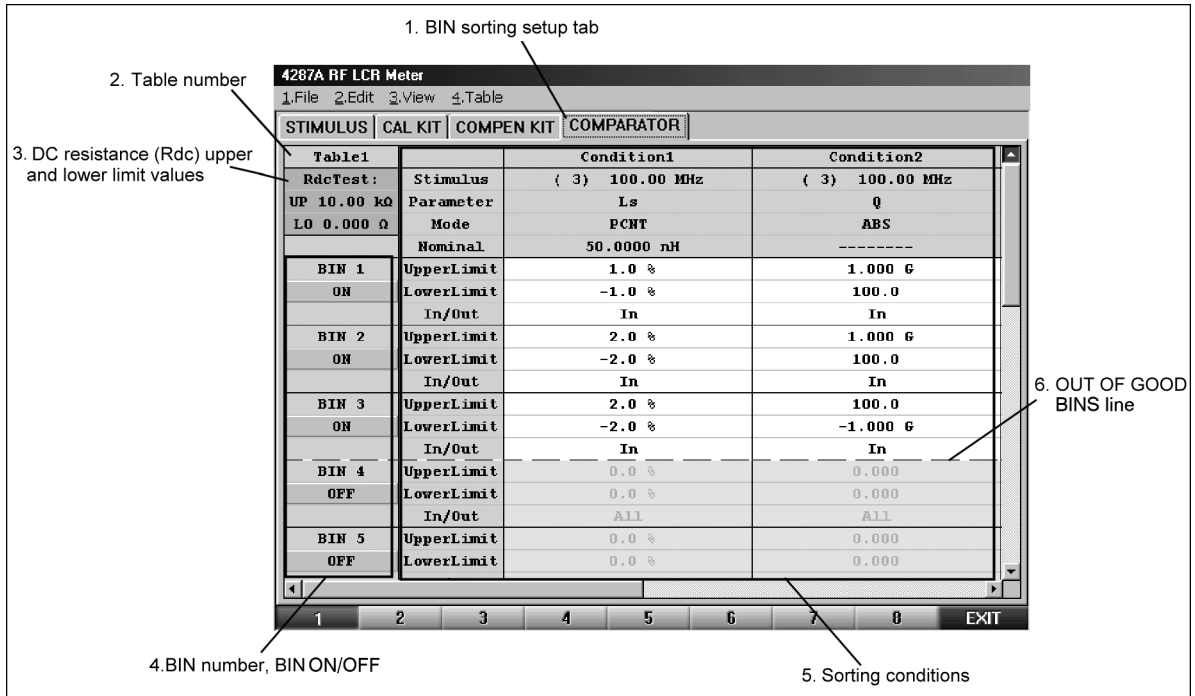 1. BIN sorting setup tab
2. Table number
3. DC resistance (Rdc) upper
and lower limit values
4287A RF LCR Meter
1.File 2.Edit 3.View 4.Table
STIMULUS CAL KIT COMPEN KIT COMPARATOR
Table1 Condition1 Condition2
RdcTest: Stimulus ( 3) 100.00 MHz ( 3) 100.00 MHz
UP 10.00 kΩ Parameter Ls Q
LO 0.000 Ω Mode PCNT ABS
Nominal 50.0000 nH --------
BIN 1 UpperLimit 1.0 % 1.000 G
ON LowerLimit -1.0 % 100.0
In/Out In In
BIN 2 UpperLimit 2.0 % 1.000 G
ON LowerLimit -2.0 % 100.0
In/Out In In
BIN 3 UpperLimit 2.0 % 100.0
ON LowerLimit -2.0 % -1.000 G
In/Out In In
BIN 4 UpperLimit 0.0 % 0.000
OFF LowerLimit 0.0 % 0.000
In/Out All All
BIN 5 UpperLimit 0.0 % 0.000
OFF LowerLimit 0.0 % 0.000
1 2 3 4 5 6 7 8 EXIT
6. OUT OF GOOD
BINS line
4.BIN number, BIN ON/OFF
5. Sorting conditions